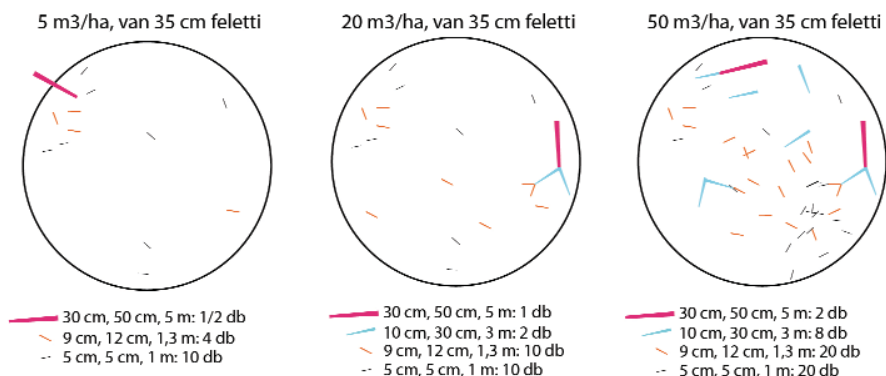 5 m3/ha, van 35 cm feletti
30 cm, 50 cm, 5 m: 1/2 db
9 cm, 12 cm, 1,3 m: 4 db
5 cm, 5 cm, 1 m: 10 db
20 m3/ha, van 35 cm feletti
30 cm, 50 cm, 5 m: 1 db
10 cm, 30 cm, 3 m: 2 db
9 cm, 12 cm, 1,3 m: 10 db
5 cm, 5 cm, 1 m: 10 db
50 m3/ha, van 35 cm feletti
30 cm, 50 cm, 5 m: 2 db
10 cm, 30 cm, 3 m: 8 db
9 cm, 12 cm, 1,3 m: 20 db
5 cm, 5 cm, 1 m: 20 db